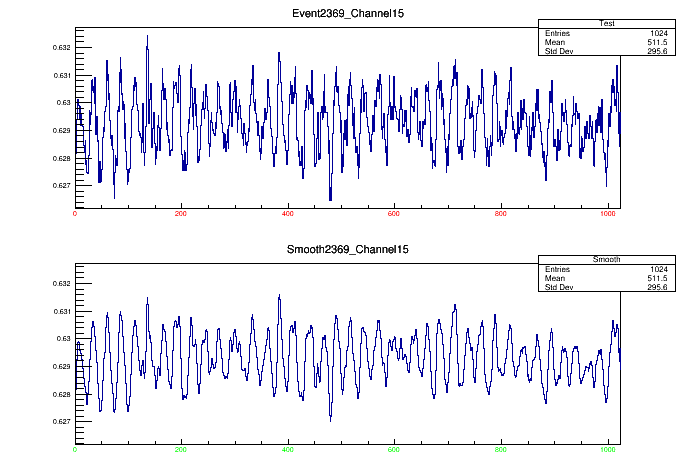 Event2369_Channel15
Test
Entries 1024
Mean 511.5
Std Dev 295.6
0.632
0.631
0.63
0.629
0.628
0.627
0 200 400 600 800 1000
Smooth2369_Channel15
Smooth
Entries 1024
Mean 511.5
Std Dev 295.6
0.632
0.631
0.63
0.629
0.628
0.627
0 200 400 600 800 1000